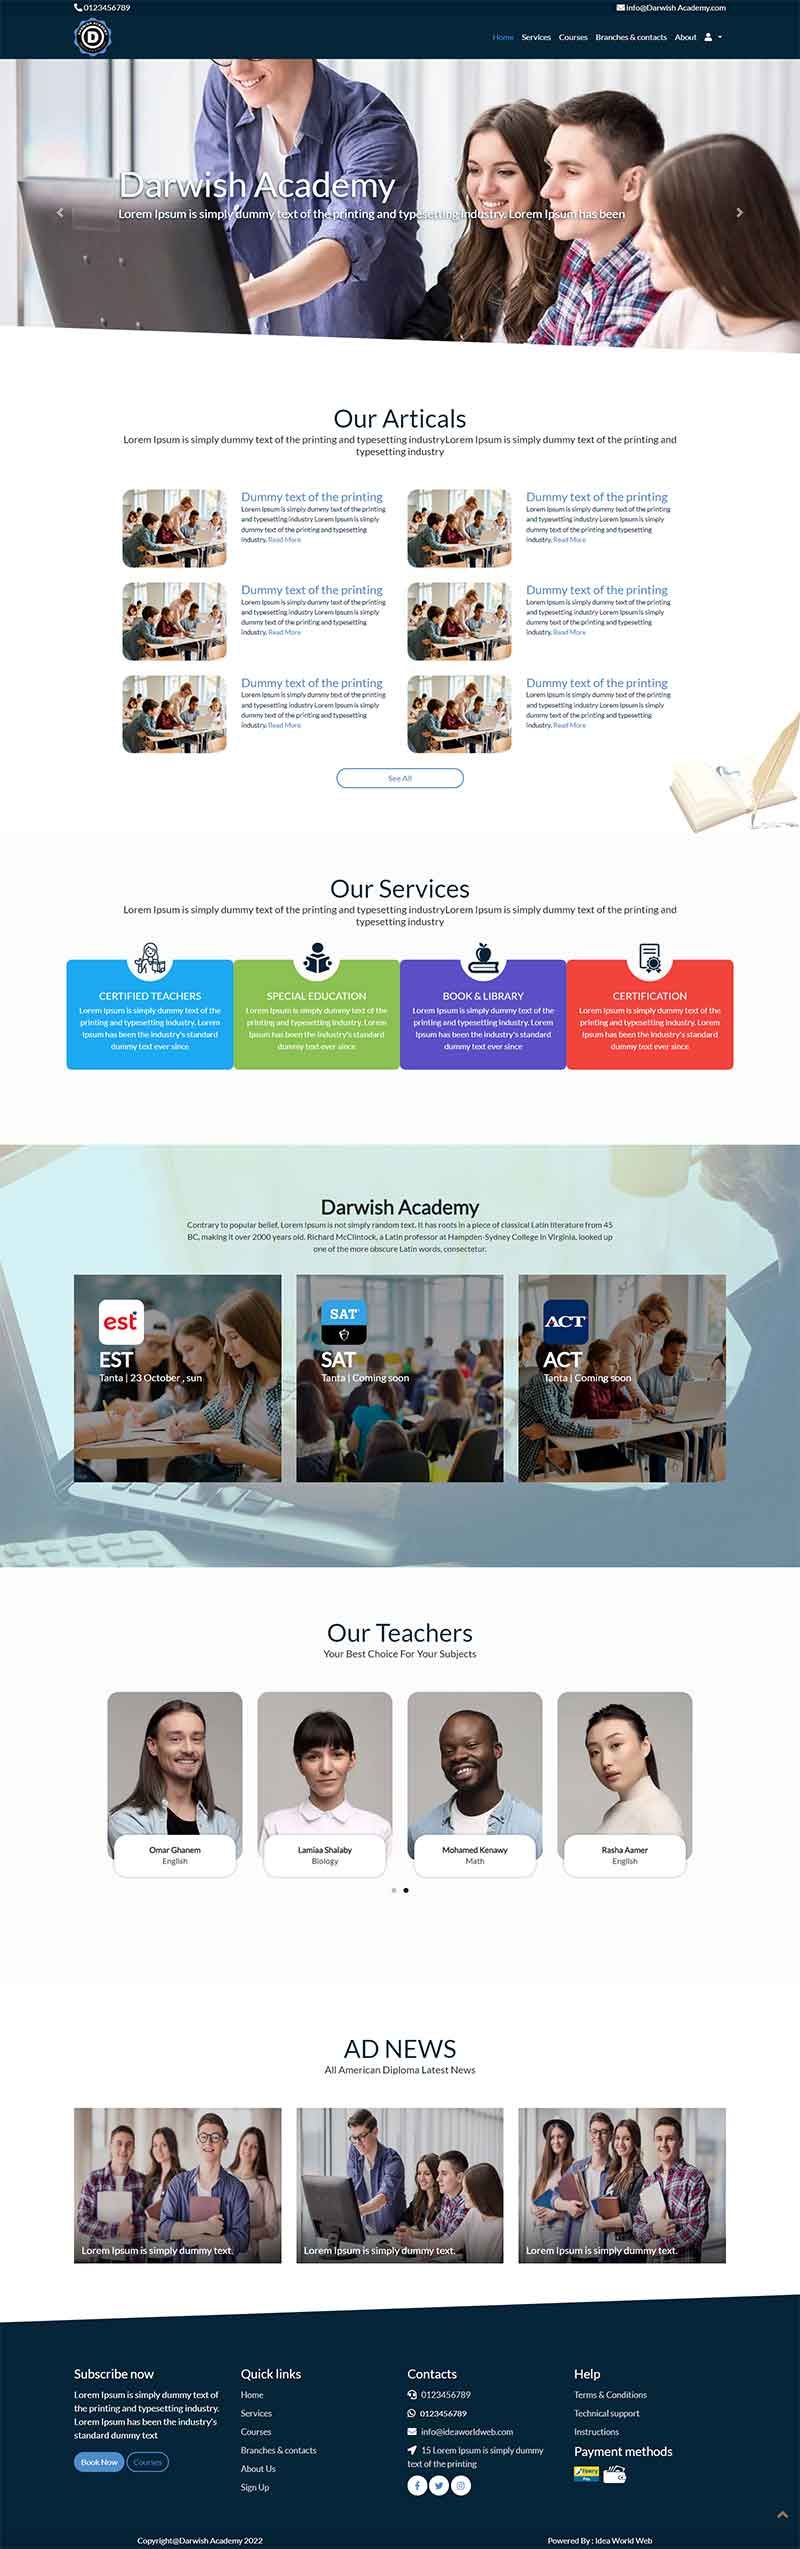 0123456789
info@Darwish Academy.com
D
Home Services Courses Branches & contacts About
Darwish Academy
Lorem Ipsum is simply dummy text of the printing and typesetting industry. Lorem Ipsum has been
Our Articals
Lorem Ipsum is simply dummy text of the printing and typesetting industryLorem Ipsum is simply dummy text of the printing and
typesetting industry
Dummy text of the printing
Lorem Ipsum is simply dummy text of the printing
and typesetting industry Lorem Ipsum is simply
dummy text of the printing and typesetting
industry. Read More
Dummy text of the printing
Lorem Ipsum is simply dummy text of the printing
and typesetting industry Lorem Ipsum is simply
dummy text of the printing and typesetting
industry. Read More
Dummy text of the printing
Lorem Ipsum is simply dummy text of the printing
and typesetting industry Lorem Ipsum is simply
dummy text of the printing and typesetting
industry. Read More
Dummy text of the printing
Lorem Ipsum is simply dummy text of the printing
and typesetting industry Lorem Ipsum is simply
dummy text of the printing and typesetting
industry. Read More
Dummy text of the printing
Lorem Ipsum is simply dummy text of the printing
and typesetting industry Lorem Ipsum is simply
dummy text of the printing and typesetting
industry. Read More
Dummy text of the printing
Lorem Ipsum is simply dummy text of the printing
and typesetting industry Lorem Ipsum is simply
dummy text of the printing and typesetting
industry. Read More
See All
Our Services
Lorem Ipsum is simply dummy text of the printing and typesetting industryLorem Ipsum is simply dummy text of the printing and
typesetting industry
CERTIFIED TEACHERS
Lorem Ipsum is simply dummy text of the
printing and typesetting industry. Lorem
Ipsum has been the industry's standard
dummy text ever since
SPECIAL EDUCATION
Lorem Ipsum is simply dummy text of the
printing and typesetting industry. Lorem
Ipsum has been the industry's standard
dummy text ever since
BOOK & LIBRARY
Lorem Ipsum is simply dummy text of the
printing and typesetting industry. Lorem
Ipsum has been the industry's standard
dummy text ever since
CERTIFICATION
Lorem Ipsum is simply dummy text of the
printing and typesetting industry. Lorem
Ipsum has been the industry's standard
dummy text ever since
Darwish Academy
Contrary to popular belief, Lorem Ipsum is not simply random text. It has roots in a piece of classical Latin literature from 45
BC, making it over 2000 years old. Richard McClintock, a Latin professor at Hampden-Sydney College in Virginia, looked up
one of the more obscure Latin words, consectetur.
est
EST
Tanta | 23 October , sun
SAT
SAT
Tanta | Coming soon
ACT
ACT
Tanta | Coming soon
Our Teachers
Your Best Choice For Your Subjects
Omar Ghanem
English
Lamiaa Shalaby
Biology
Mohamed Kenawy
Math
Rasha Aamer
English
AD NEWS
All American Diploma Latest News
Lorem Ipsum is simply dummy text.
Lorem Ipsum is simply dummy text.
Lorem Ipsum is simply dummy text.
Subscribe now
Lorem Ipsum is simply dummy text of
the printing and typesetting industry.
Lorem Ipsum has been the industry's
standard dummy text
Book Now
Courses
Quick links
Home
Services
Courses
Branches & contacts
About Us
Sign Up
Contacts
0123456789
0123456789
info@ideaworldweb.com
15 Lorem Ipsum is simply dummy
text of the printing
Help
Terms & Conditions
Technical support
Instructions
Payment methods
Copyright@Darwish Academy 2022
Powered By : Idea World Web